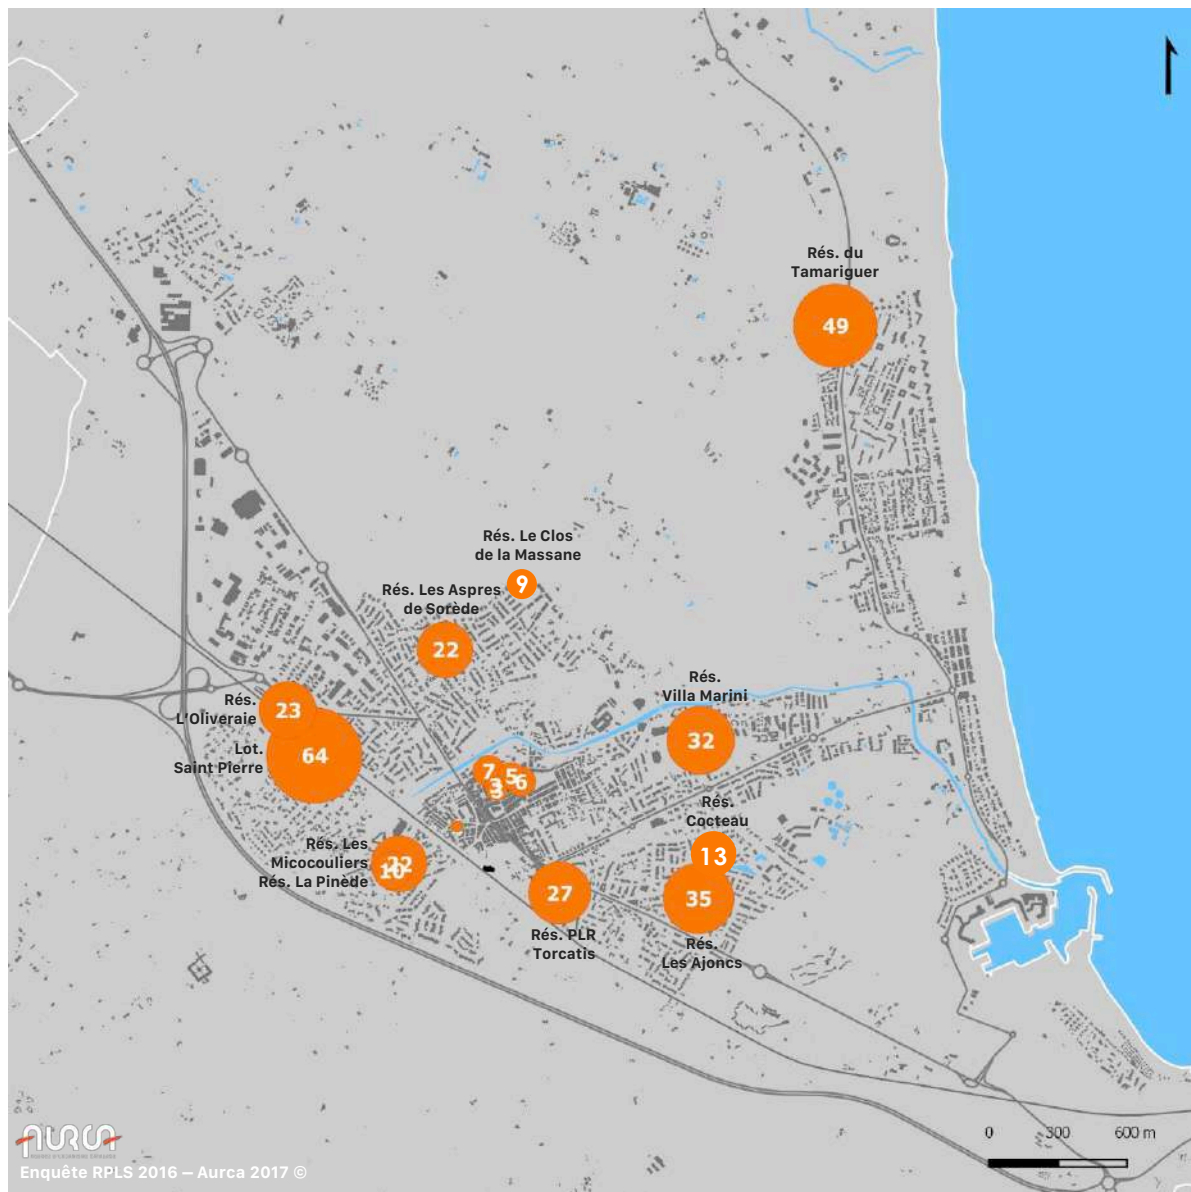 Rés. du
Tamariguer
49
Rés. Le Clos
de la Massane
9
Rés. Les Aspres
de Sorède
22
Rés.
L'Oliveraie
23
Lot.
Saint Pierre
64
Rés.
Villa Marini
32
7
5
6
3
Rés.
Cocteau
13
Rés. Les
Micocouliers
Rés. La Pinède
10
27
Rés. PLR
Torcatis
35
Rés.
Les Ajoncs
0 300 600 m
aurca
Enquête RPLS 2016 – Aurca 2017 ©